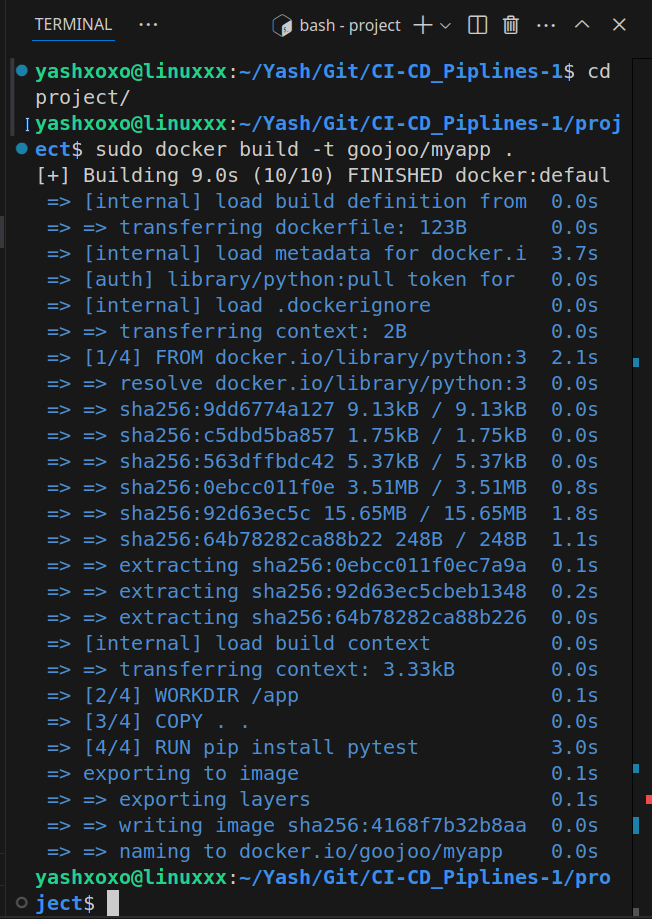 TERMINAL ··· bash - project
yashxoxo@linuxxx:~/Yash/Git/CI-CD_Piplines-1$ cd
project/
yashxoxo@linuxxx:~/Yash/Git/CI-CD_Piplines-1/proj
ect$ sudo docker build -t goojoo/myapp .
[+] Building 9.0s (10/10) FINISHED docker:defaul
=> [internal] load build definition from 0.0s
=> => transferring dockerfile: 123B 0.0s
=> [internal] load metadata for docker.i 3.7s
=> [auth] library/python:pull token for 0.0s
=> [internal] load .dockerignore 0.0s
=> => transferring context: 2B 0.0s
=> [1/4] FROM docker.io/library/python:3 2.1s
=> => resolve docker.io/library/python:3 0.0s
=> => sha256:9dd6774a127 9.13kB / 9.13kB 0.0s
=> => sha256:c5dbd5ba857 1.75kB / 1.75kB 0.0s
=> => sha256:563dffbdc42 5.37kB / 5.37kB 0.0s
=> => sha256:0ebcc011f0e 3.51MB / 3.51MB 0.8s
=> => sha256:92d63ec5c 15.65MB / 15.65MB 1.8s
=> => sha256:64b78282ca88b22 248B / 248B 1.1s
=> => extracting sha256:0ebcc011f0ec7a9a 0.1s
=> => extracting sha256:92d63ec5cbeb1348 0.2s
=> => extracting sha256:64b78282ca88b226 0.0s
=> [internal] load build context 0.0s
=> => transferring context: 3.33kB 0.0s
=> [2/4] WORKDIR /app 0.1s
=> [3/4] COPY . . 0.0s
=> [4/4] RUN pip install pytest 3.0s
=> exporting to image 0.1s
=> => exporting layers 0.1s
=> => writing image sha256:4168f7b32b8aa 0.0s
=> => naming to docker.io/goojoo/myapp 0.0s
yashxoxo@linuxxx:~/Yash/Git/CI-CD_Piplines-1/pro
ject$